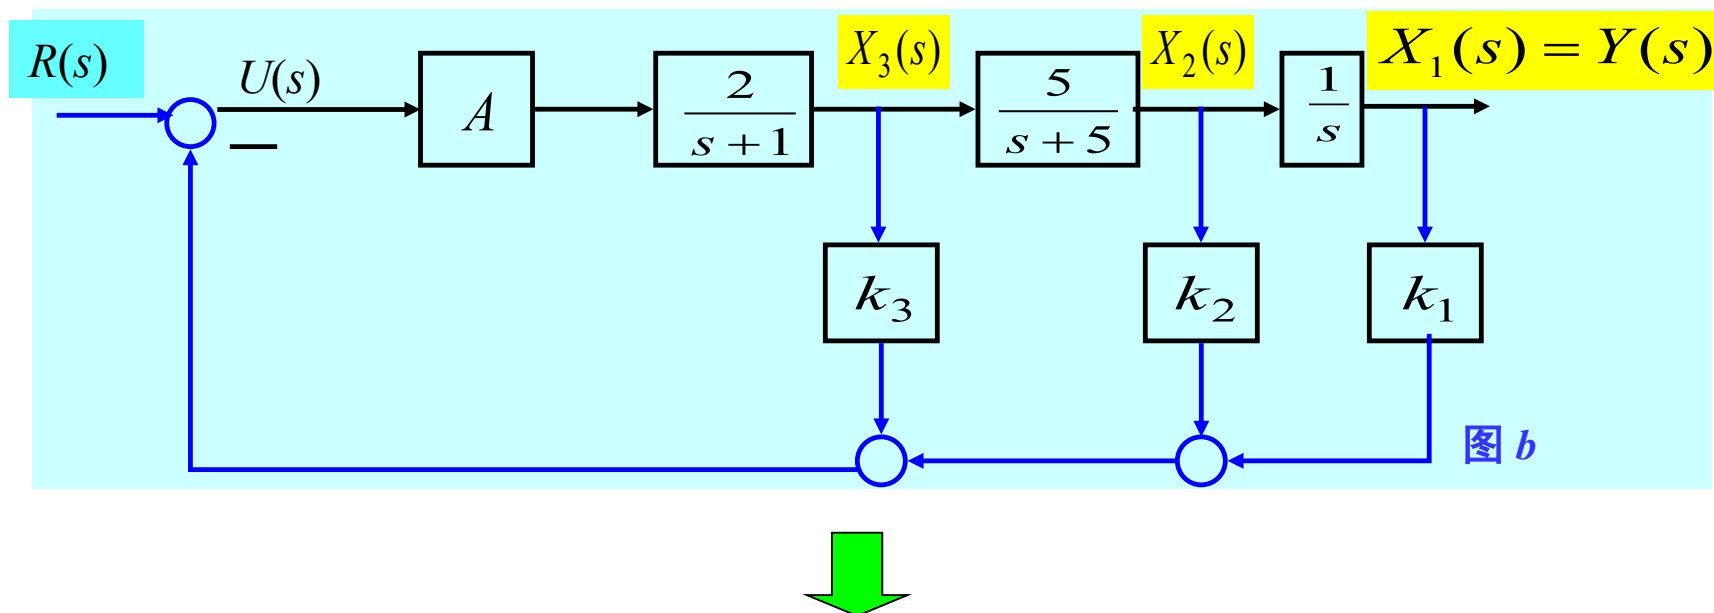 R(s)
U(s)
A
2
s + 1
X₃(s)
5
s + 5
X₂(s)
1
s
X₁(s) = Y(s)
k₃
k₂
k₁
图 b